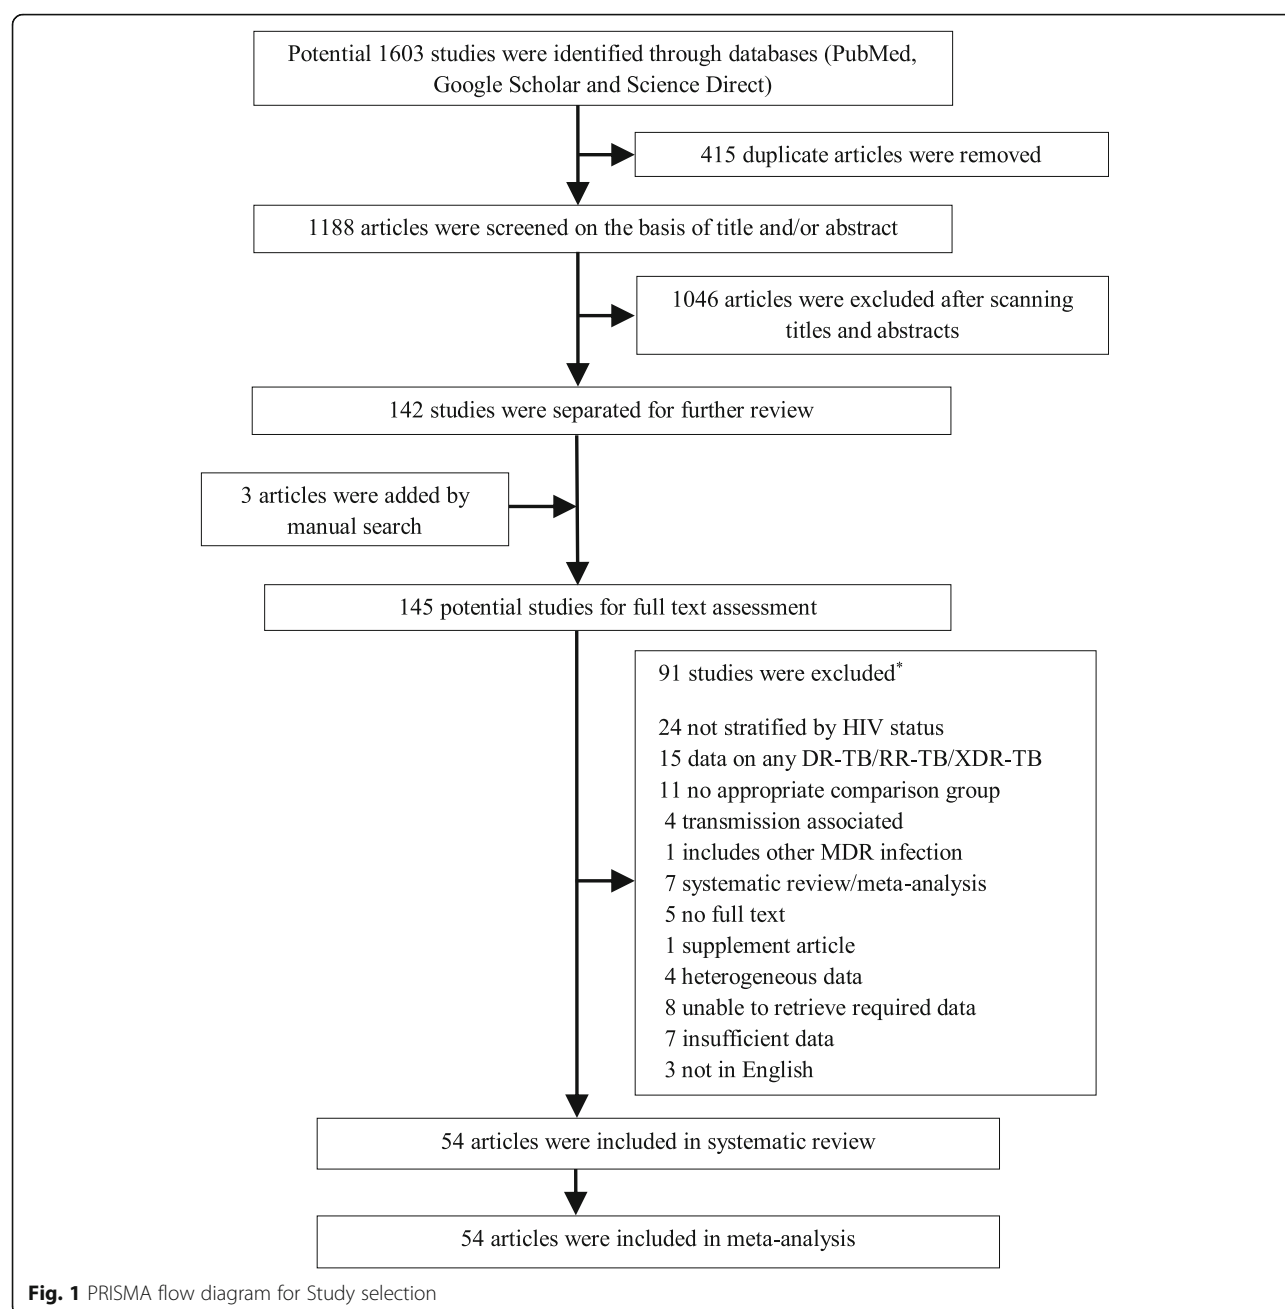 Potential 1603 studies were identified through databases (PubMed,
Google Scholar and Science Direct)
415 duplicate articles were removed
1188 articles were screened on the basis of title and/or abstract
1046 articles were excluded after scanning
titles and abstracts
142 studies were separated for further review
3 articles were added by
manual search
145 potential studies for full text assessment
91 studies were excluded*
24 not stratified by HIV status
15 data on any DR-TB/RR-TB/XDR-TB
11 no appropriate comparison group
4 transmission associated
1 includes other MDR infection
7 systematic review/meta-analysis
5 no full text
1 supplement article
4 heterogeneous data
8 unable to retrieve required data
7 insufficient data
3 not in English
54 articles were included in systematic review
54 articles were included in meta-analysis
Fig. 1 PRISMA flow diagram for Study selection